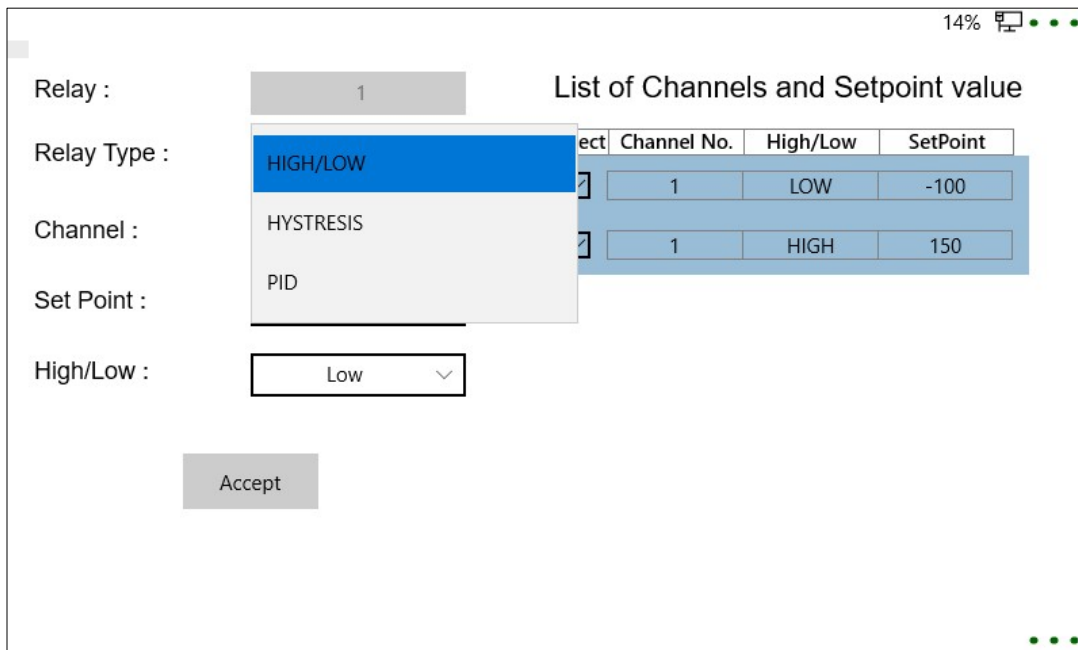 14%
Relay :
1
List of Channels and Setpoint value
Relay Type :
HIGH/LOW
ect Channel No. High/Low SetPoint
1 LOW -100
Channel :
HYSTRESIS
1 HIGH 150
PID
Set Point :
High/Low :
Low
Accept